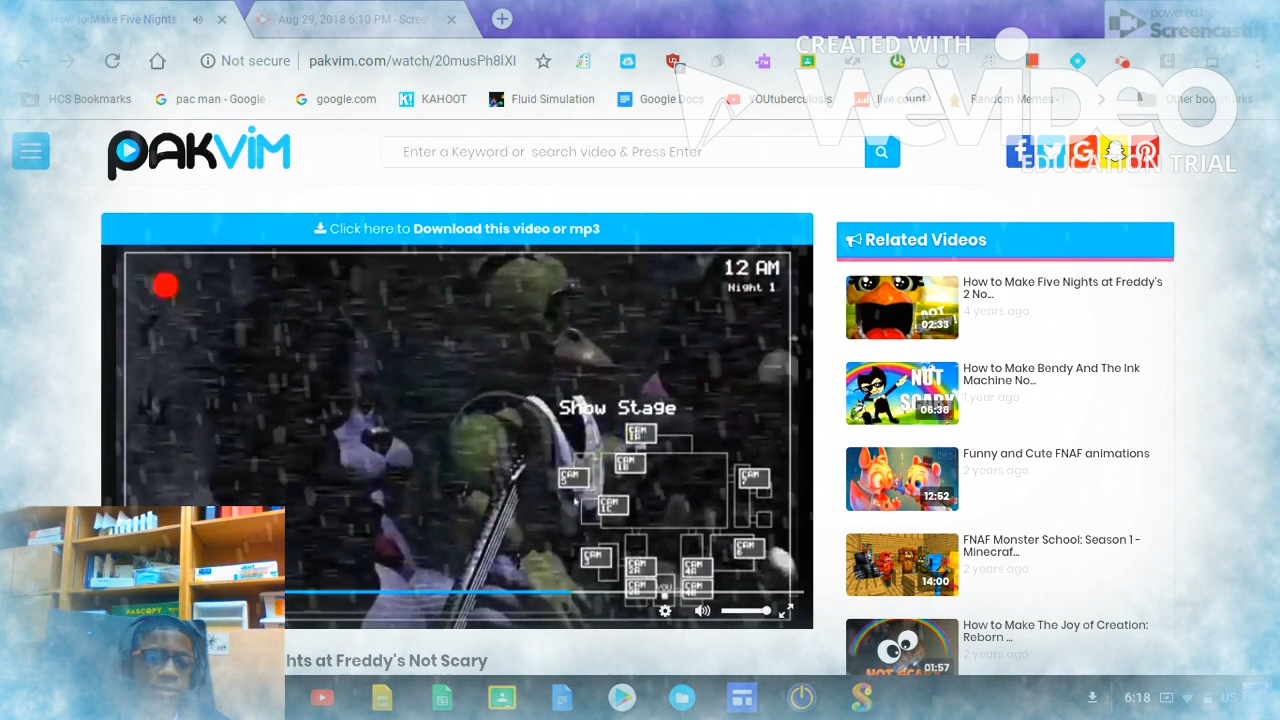 How to Make Five Nights
Aug 29, 2018 6:10 PM - Scree
powered by
Screencastify
CREATED WITH
WEVIDEO
EDUCATION TRIAL
Not secure
pakvim.com/watch/20musPh8lXI
HCS Bookmarks
pac man - Google
google.com
KAHOOT
Fluid Simulation
Google Docs
YOUtuberculosis
live count
Random Memes - I
Other bookmarks
PAKVIM
Enter a Keyword or search video & Press Enter
Click here to Download this video or mp3
12 AM
Night 1
Show Stage
CAM 1A
CAM 1B
CAM 5
CAM 7
CAM 1C
CAM 3
CAM 6
CAM 2A
CAM 4A
CAM 2B
YOU
CAM 4B
Related Videos
How to Make Five Nights at Freddy's
2 No...
4 years ago
02:33
How to Make Bendy And The Ink
Machine No...
1 year ago
NOT
SCARY
06:38
Funny and Cute FNAF animations
2 years ago
12:52
FNAF Monster School: Season 1 -
Minecraf...
2 years ago
14:00
How to Make The Joy of Creation:
Reborn ...
2 years ago
NOT SCARY
01:57
PASCOPY
hts at Freddy's Not Scary
6:18
US